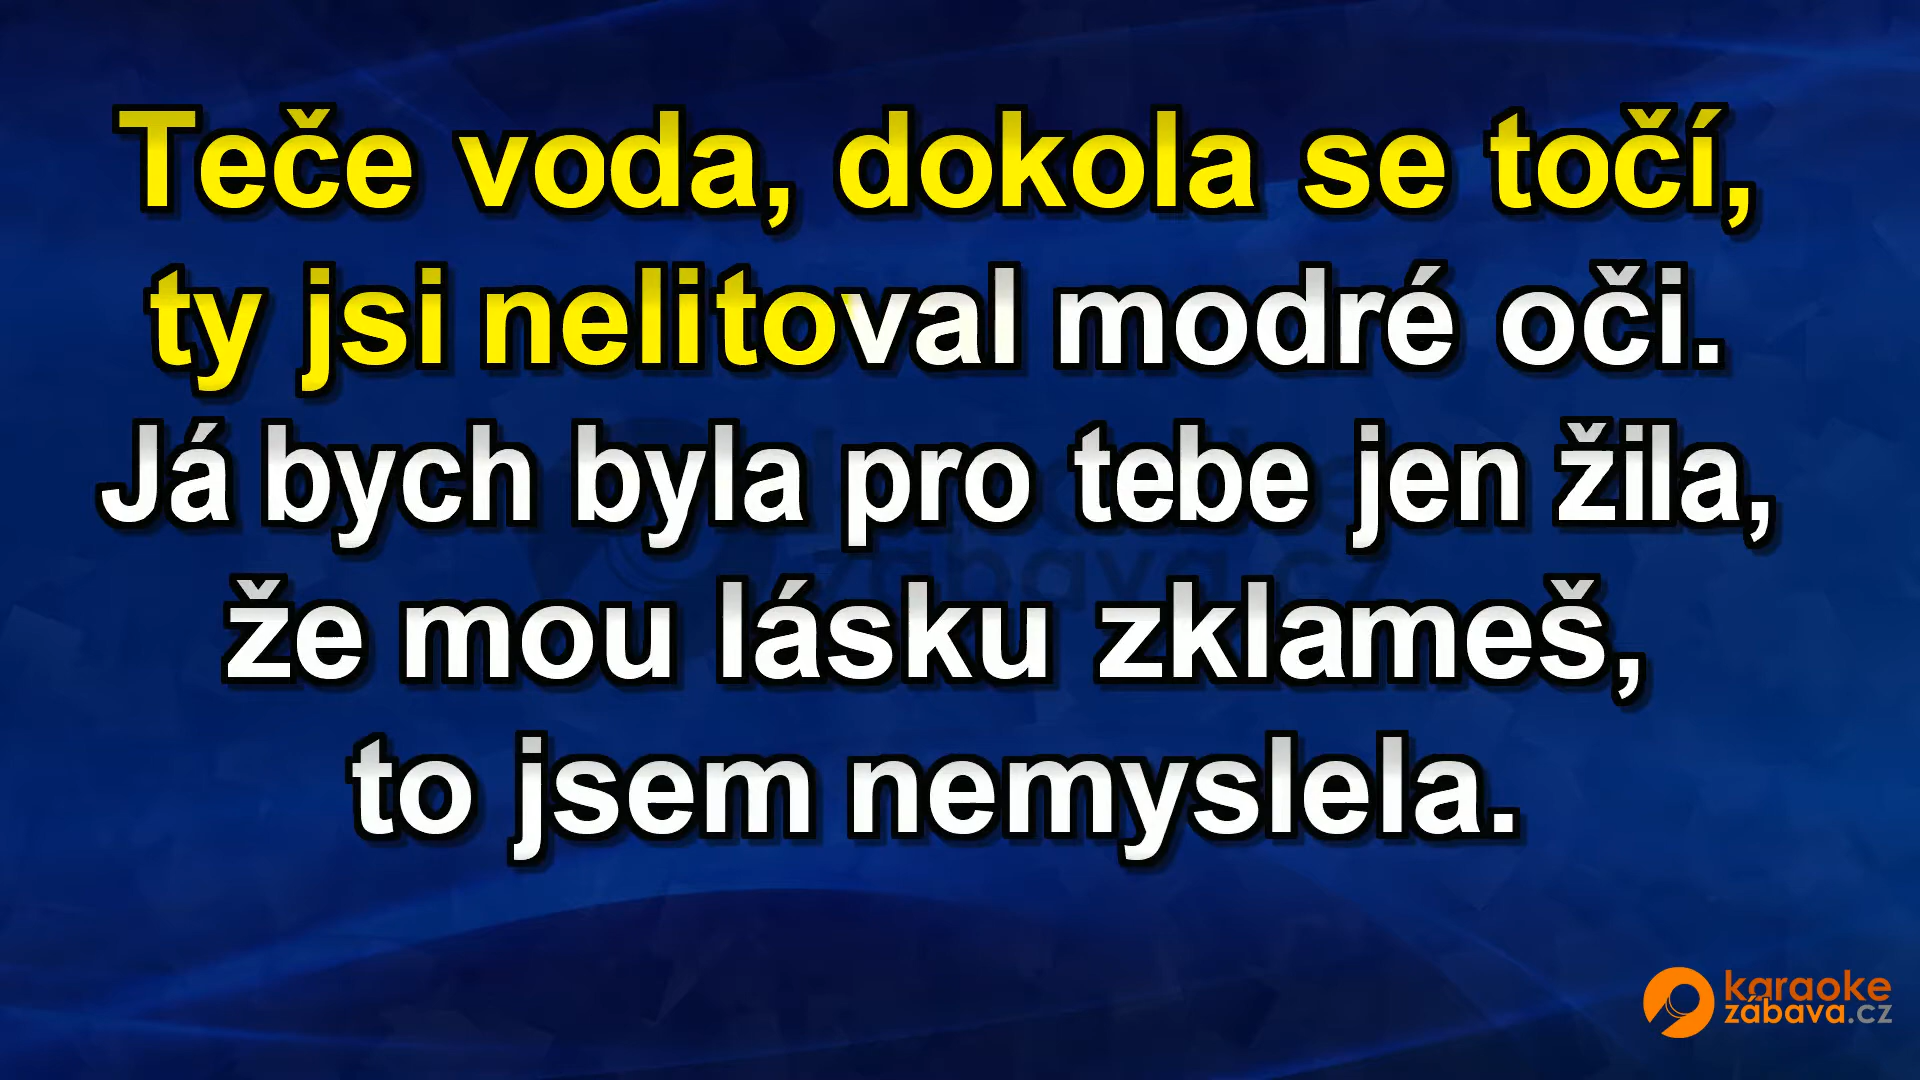 Teče voda, dokola se točí,
ty jsi nelitoval modré oči.
Já bych byla pro tebe jen žila,
že mou lásku zklameš,
to jsem nemyslela.
karaoke
zábava.cz